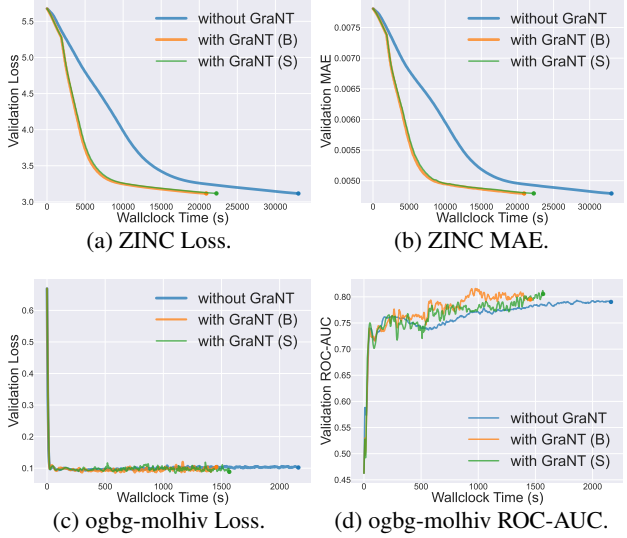 without GraNT
with GraNT (B)
with GraNT (S)
Validation Loss
5.5
5.0
4.5
4.0
3.5
3.0
0 5000 10000 15000 20000 25000 30000
Wallclock Time (s)
(a) ZINC Loss.
without GraNT
with GraNT (B)
with GraNT (S)
Validation MAE
0.0075
0.0070
0.0065
0.0060
0.0055
0.0050
0 5000 10000 15000 20000 25000 30000
Wallclock Time (s)
(b) ZINC MAE.
without GraNT
with GraNT (B)
with GraNT (S)
Validation Loss
0.6
0.5
0.4
0.3
0.2
0.1
0 500 1000 1500 2000
Wallclock Time (s)
(c) ogbg-molhiv Loss.
Validation ROC-AUC
0.80
0.75
0.70
0.65
0.60
0.55
0.50
0.45
without GraNT
with GraNT (B)
with GraNT (S)
0 500 1000 1500 2000
Wallclock Time (s)
(d) ogbg-molhiv ROC-AUC.